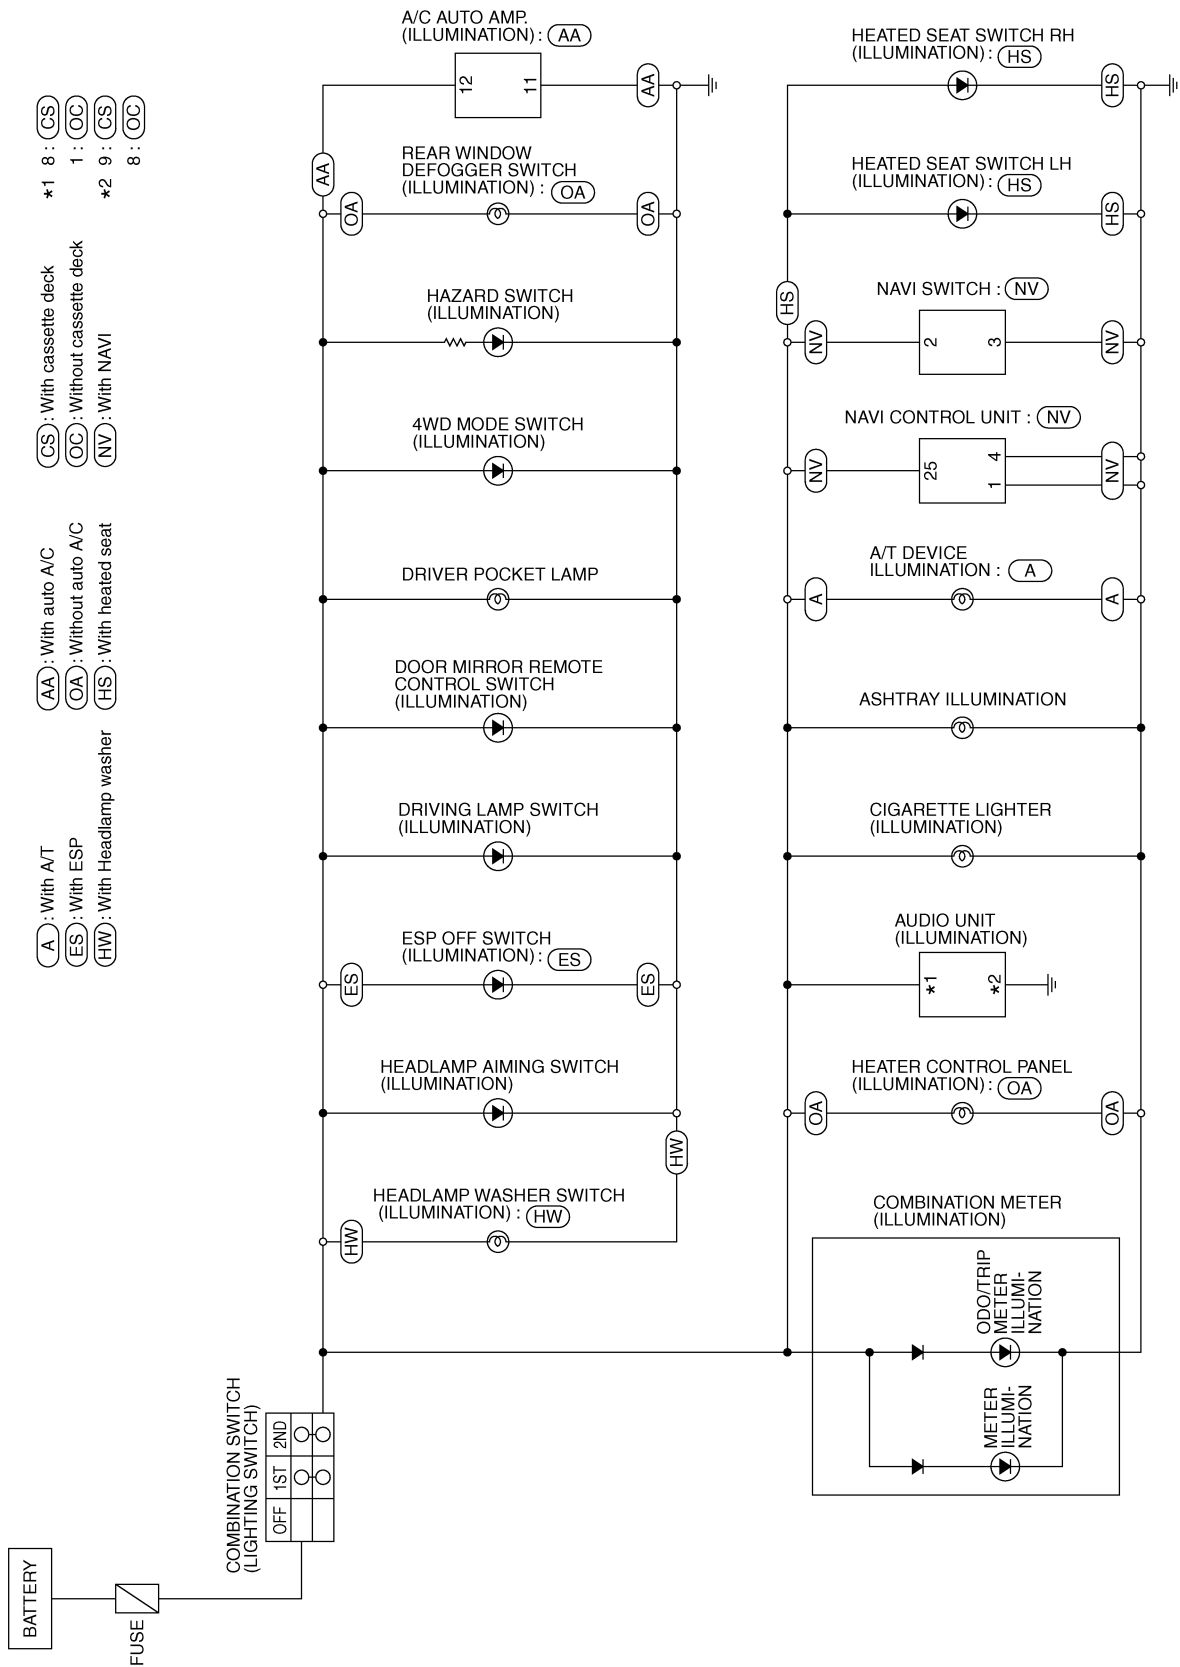 A/C AUTO AMP.
(ILLUMINATION) : AA
12
11
AA
AA
REAR WINDOW
DEFOGGER SWITCH
(ILLUMINATION) : OA
OA
OA
HAZARD SWITCH
(ILLUMINATION)
4WD MODE SWITCH
(ILLUMINATION)
DRIVER POCKET LAMP
DOOR MIRROR REMOTE
CONTROL SWITCH
(ILLUMINATION)
DRIVING LAMP SWITCH
(ILLUMINATION)
ESP OFF SWITCH
(ILLUMINATION) : ES
ES
ES
HEADLAMP AIMING SWITCH
(ILLUMINATION)
HW
HEADLAMP WASHER SWITCH
(ILLUMINATION) : HW
HW
HEATED SEAT SWITCH RH
(ILLUMINATION) : HS
HS
HEATED SEAT SWITCH LH
(ILLUMINATION) : HS
HS
HS
NAVI SWITCH : NV
NV
2
3
NV
NAVI CONTROL UNIT : NV
NV
25
4
1
NV
A/T DEVICE
ILLUMINATION : A
A
A
ASHTRAY ILLUMINATION
CIGARETTE LIGHTER
(ILLUMINATION)
AUDIO UNIT
(ILLUMINATION)
*1
*2
HEATER CONTROL PANEL
(ILLUMINATION) : OA
OA
OA
COMBINATION METER
(ILLUMINATION)
ODO/TRIP
METER
ILLUMI-
NATION
METER
ILLUMI-
NATION
COMBINATION SWITCH
(LIGHTING SWITCH)
OFF
1ST
2ND
BATTERY
FUSE
A : With A/T
ES : With ESP
HW : With Headlamp washer
AA : With auto A/C
OA : Without auto A/C
HS : With heated seat
CS : With cassette deck
OC : Without cassette deck
NV : With NAVI
*1 8 : CS
1 : OC
*2 9 : CS
8 : OC